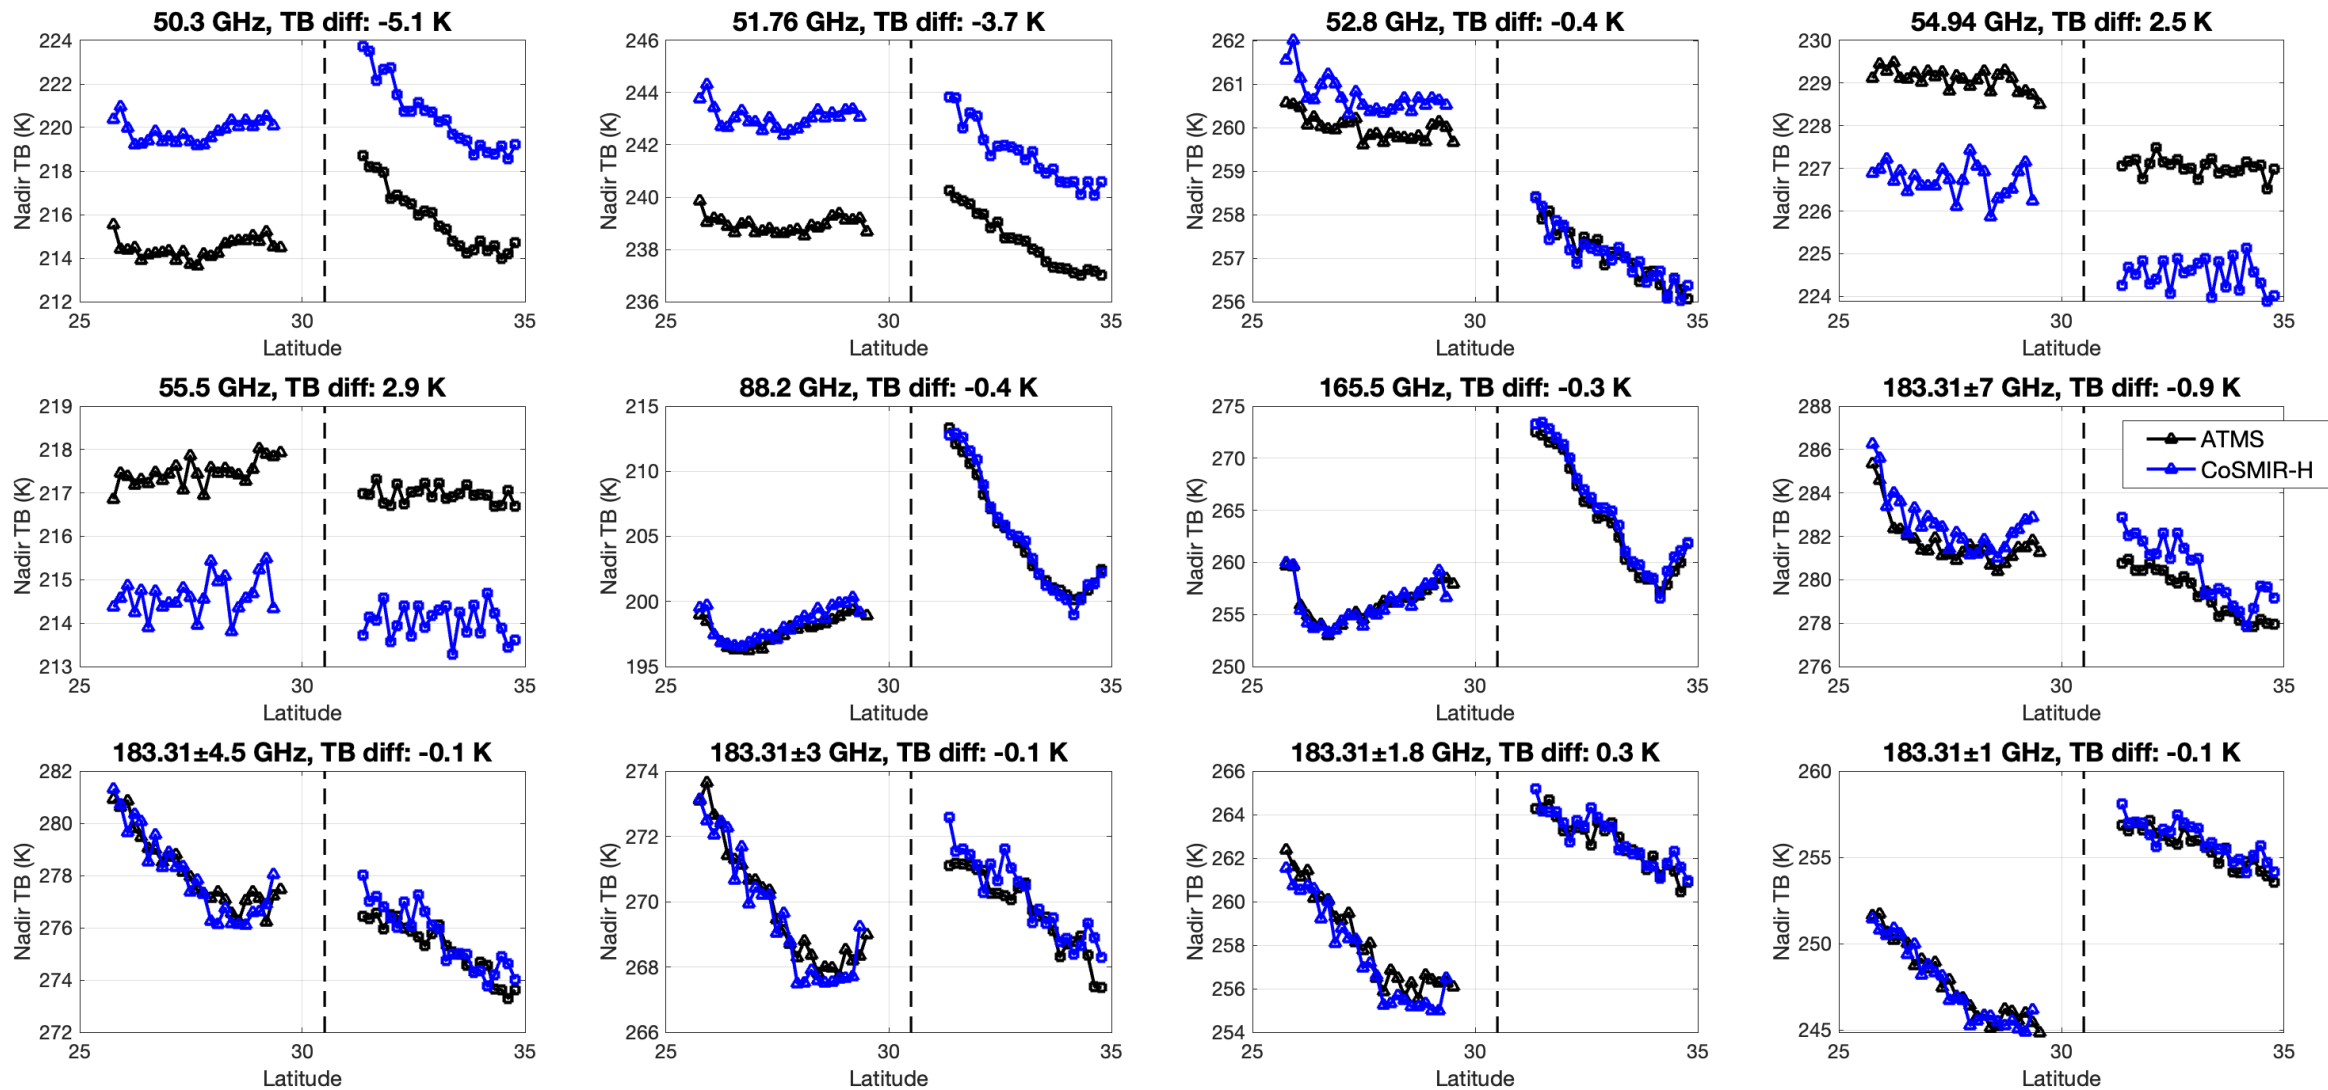 50.3 GHz, TB diff: -5.1 K
224
222
220
218
216
214
212
Nadir TB (K)
25
30
35
Latitude
51.76 GHz, TB diff: -3.7 K
246
244
242
240
238
236
Nadir TB (K)
25
30
35
Latitude
52.8 GHz, TB diff: -0.4 K
262
261
260
259
258
257
256
Nadir TB (K)
25
30
35
Latitude
54.94 GHz, TB diff: 2.5 K
230
229
228
227
226
225
224
Nadir TB (K)
25
30
35
Latitude
55.5 GHz, TB diff: 2.9 K
219
218
217
216
215
214
213
Nadir TB (K)
25
30
35
Latitude
88.2 GHz, TB diff: -0.4 K
215
210
205
200
195
Nadir TB (K)
25
30
35
Latitude
165.5 GHz, TB diff: -0.3 K
275
270
265
260
255
250
Nadir TB (K)
25
30
35
Latitude
183.31±7 GHz, TB diff: -0.9 K
288
286
284
282
280
278
276
Nadir TB (K)
25
30
35
Latitude
ATMS
CoSMIR-H
183.31±4.5 GHz, TB diff: -0.1 K
282
280
278
276
274
272
Nadir TB (K)
25
30
35
Latitude
183.31±3 GHz, TB diff: -0.1 K
274
272
270
268
266
Nadir TB (K)
25
30
35
Latitude
183.31±1.8 GHz, TB diff: 0.3 K
266
264
262
260
258
256
254
Nadir TB (K)
25
30
35
Latitude
183.31±1 GHz, TB diff: -0.1 K
260
255
250
245
Nadir TB (K)
25
30
35
Latitude